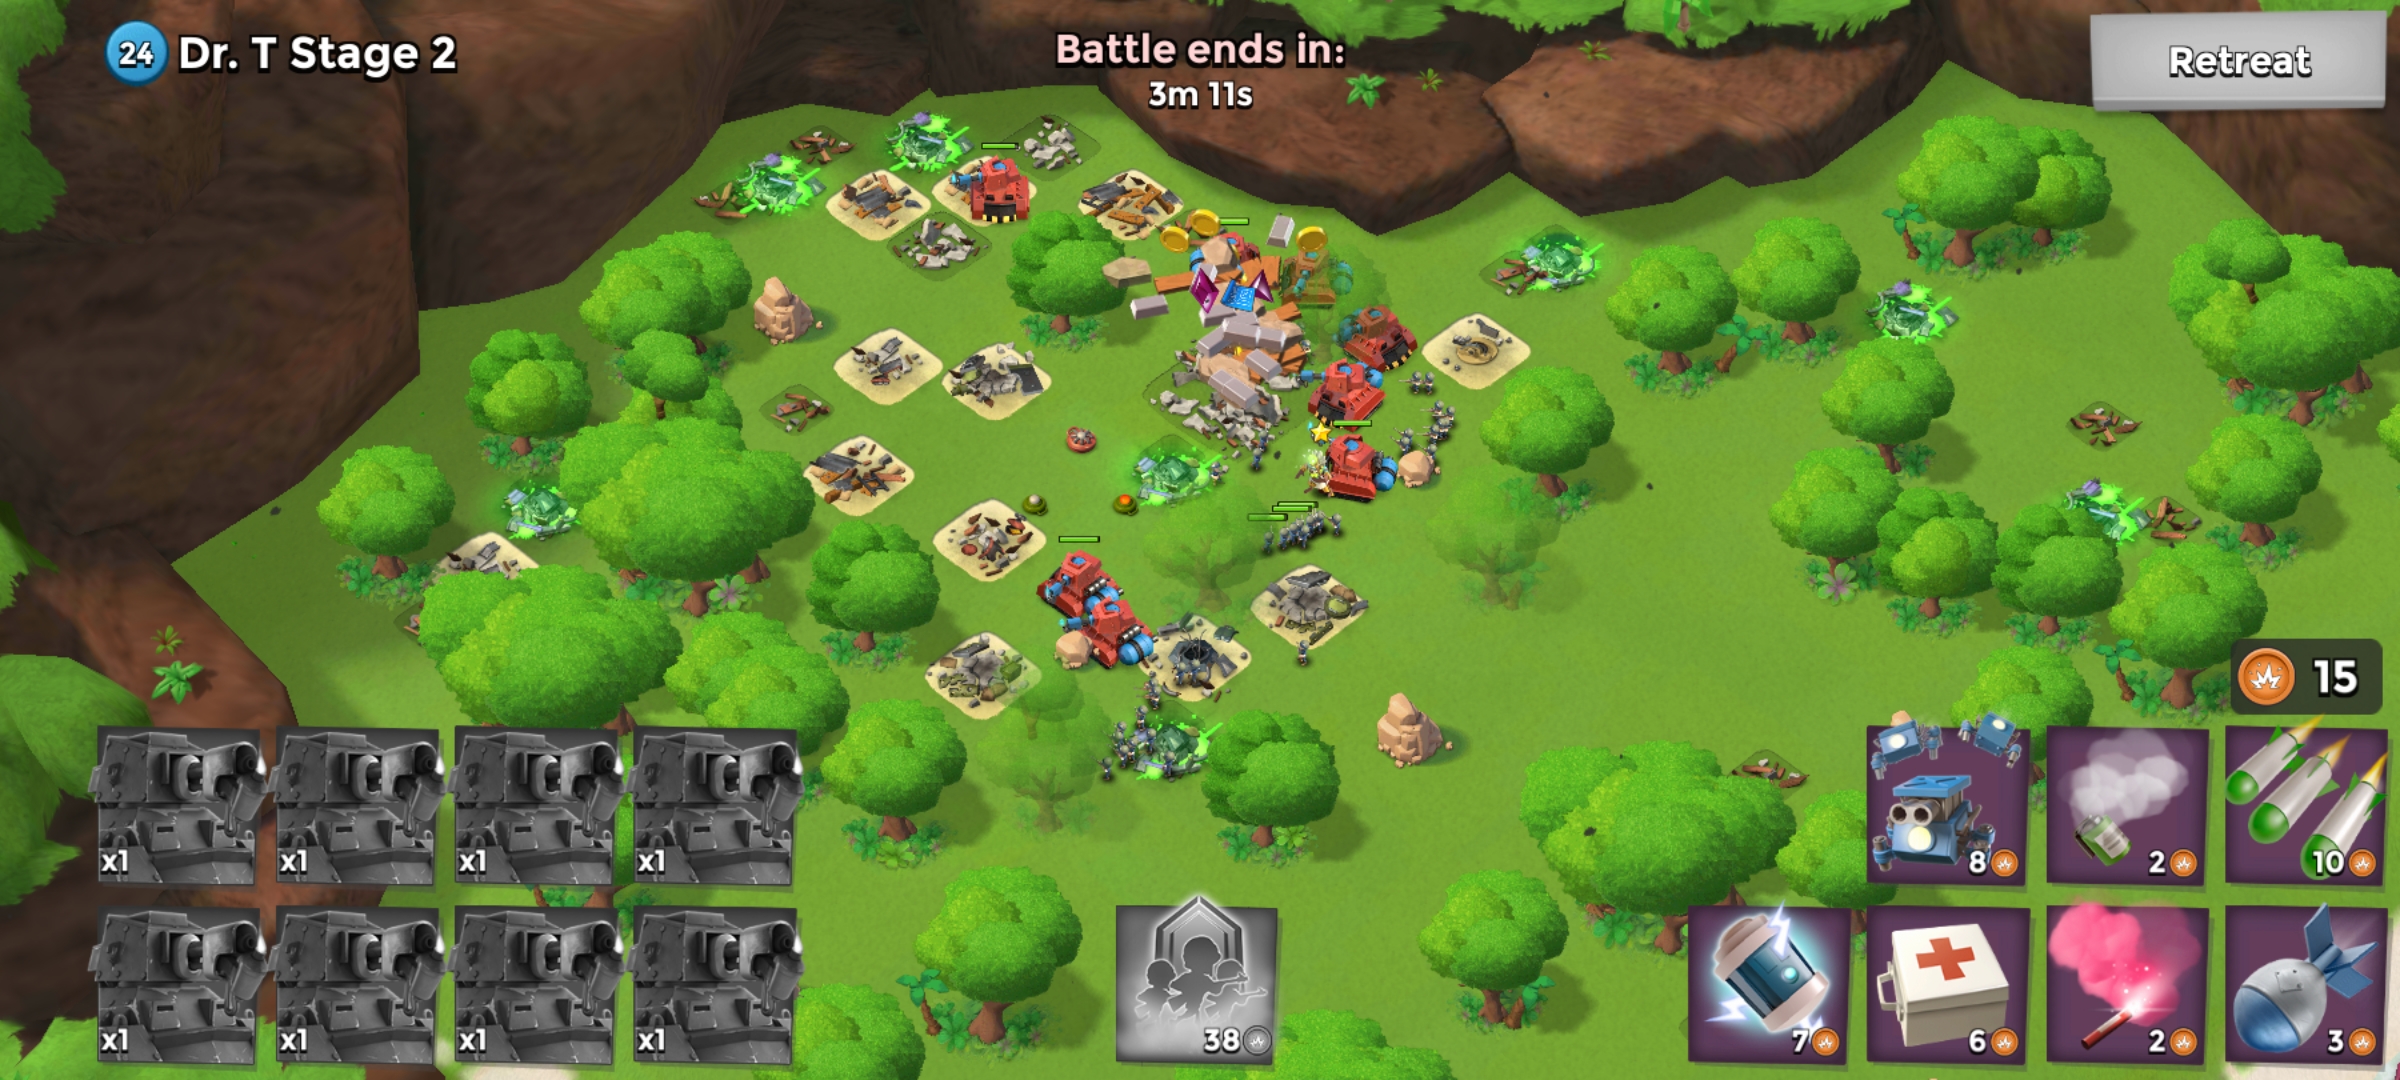 24 Dr. T Stage 2
Battle ends in:
3m 11s
Retreat
15
x1 x1 x1 x1
8 2 10
x1 x1 x1 x1
38
7 6 2 3